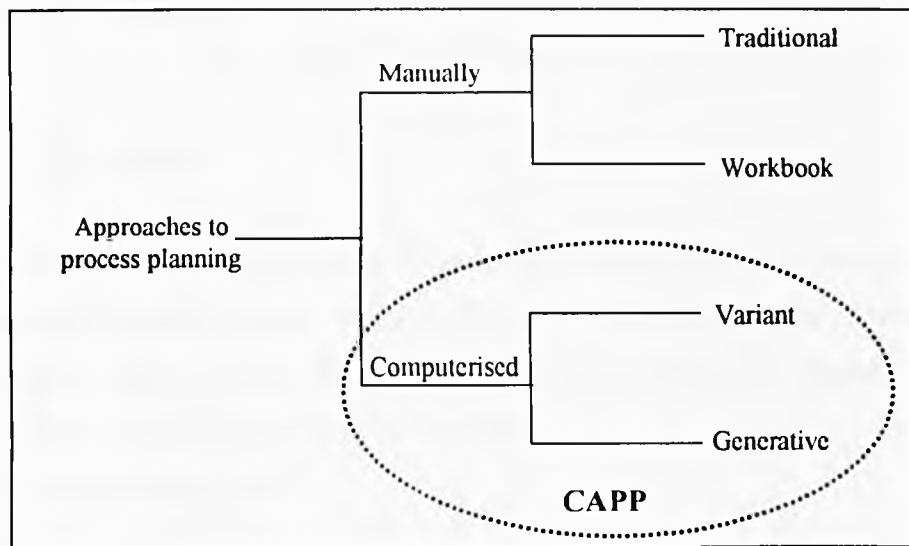 Traditional
Manually
Workbook
Approaches to
process planning
Variant
Computerised
Generative
CAPP